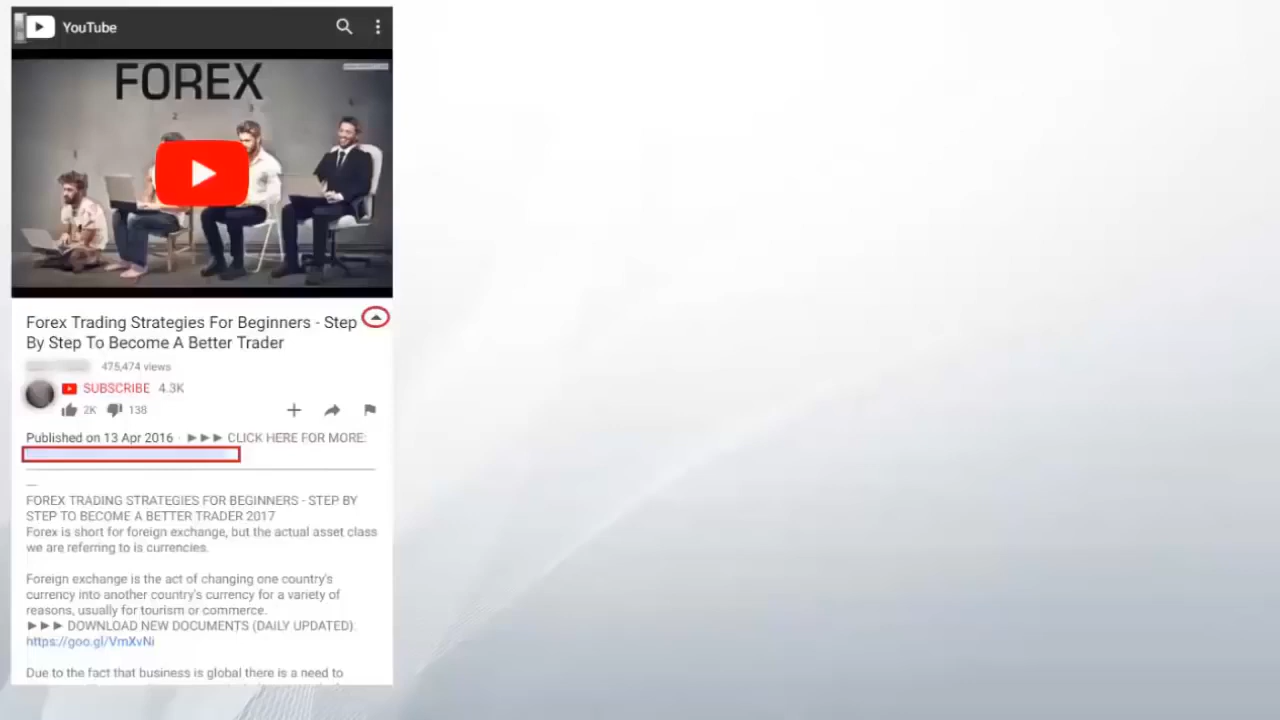 YouTube
FOREX
1
2
3
4
Forex Trading Strategies For Beginners - Step
By Step To Become A Better Trader
475,474 views
SUBSCRIBE 4.3K
2K 138
Published on 13 Apr 2016 · ►►► CLICK HERE FOR MORE:
—
FOREX TRADING STRATEGIES FOR BEGINNERS - STEP BY
STEP TO BECOME A BETTER TRADER 2017
Forex is short for foreign exchange, but the actual asset class
we are referring to is currencies.
Foreign exchange is the act of changing one country's
currency into another country's currency for a variety of
reasons, usually for tourism or commerce.
►►► DOWNLOAD NEW DOCUMENTS (DAILY UPDATED):
https://goo.gl/VmXvNi
Due to the fact that business is global there is a need to